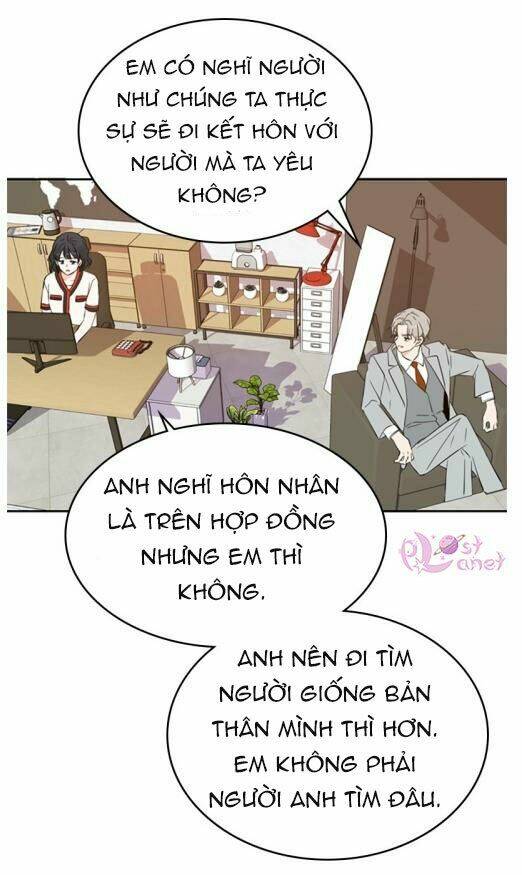 EM CÓ NGHĨ NGƯỜI
NHƯ CHÚNG TA THỰC
SỰ SẼ ĐI KẾT HÔN VỚI
NGƯỜI MÀ TA YÊU
KHÔNG?
ANH NGHĨ HÔN NHÂN
LÀ TRÊN HỢP ĐỒNG
NHƯNG EM THÌ
KHÔNG.
Lost
Planet
ANH NÊN ĐI TÌM
NGƯỜI GIỐNG BẢN
THÂN MÌNH THÌ HƠN.
EM KHÔNG PHẢI
NGƯỜI ANH TÌM ĐÂU.